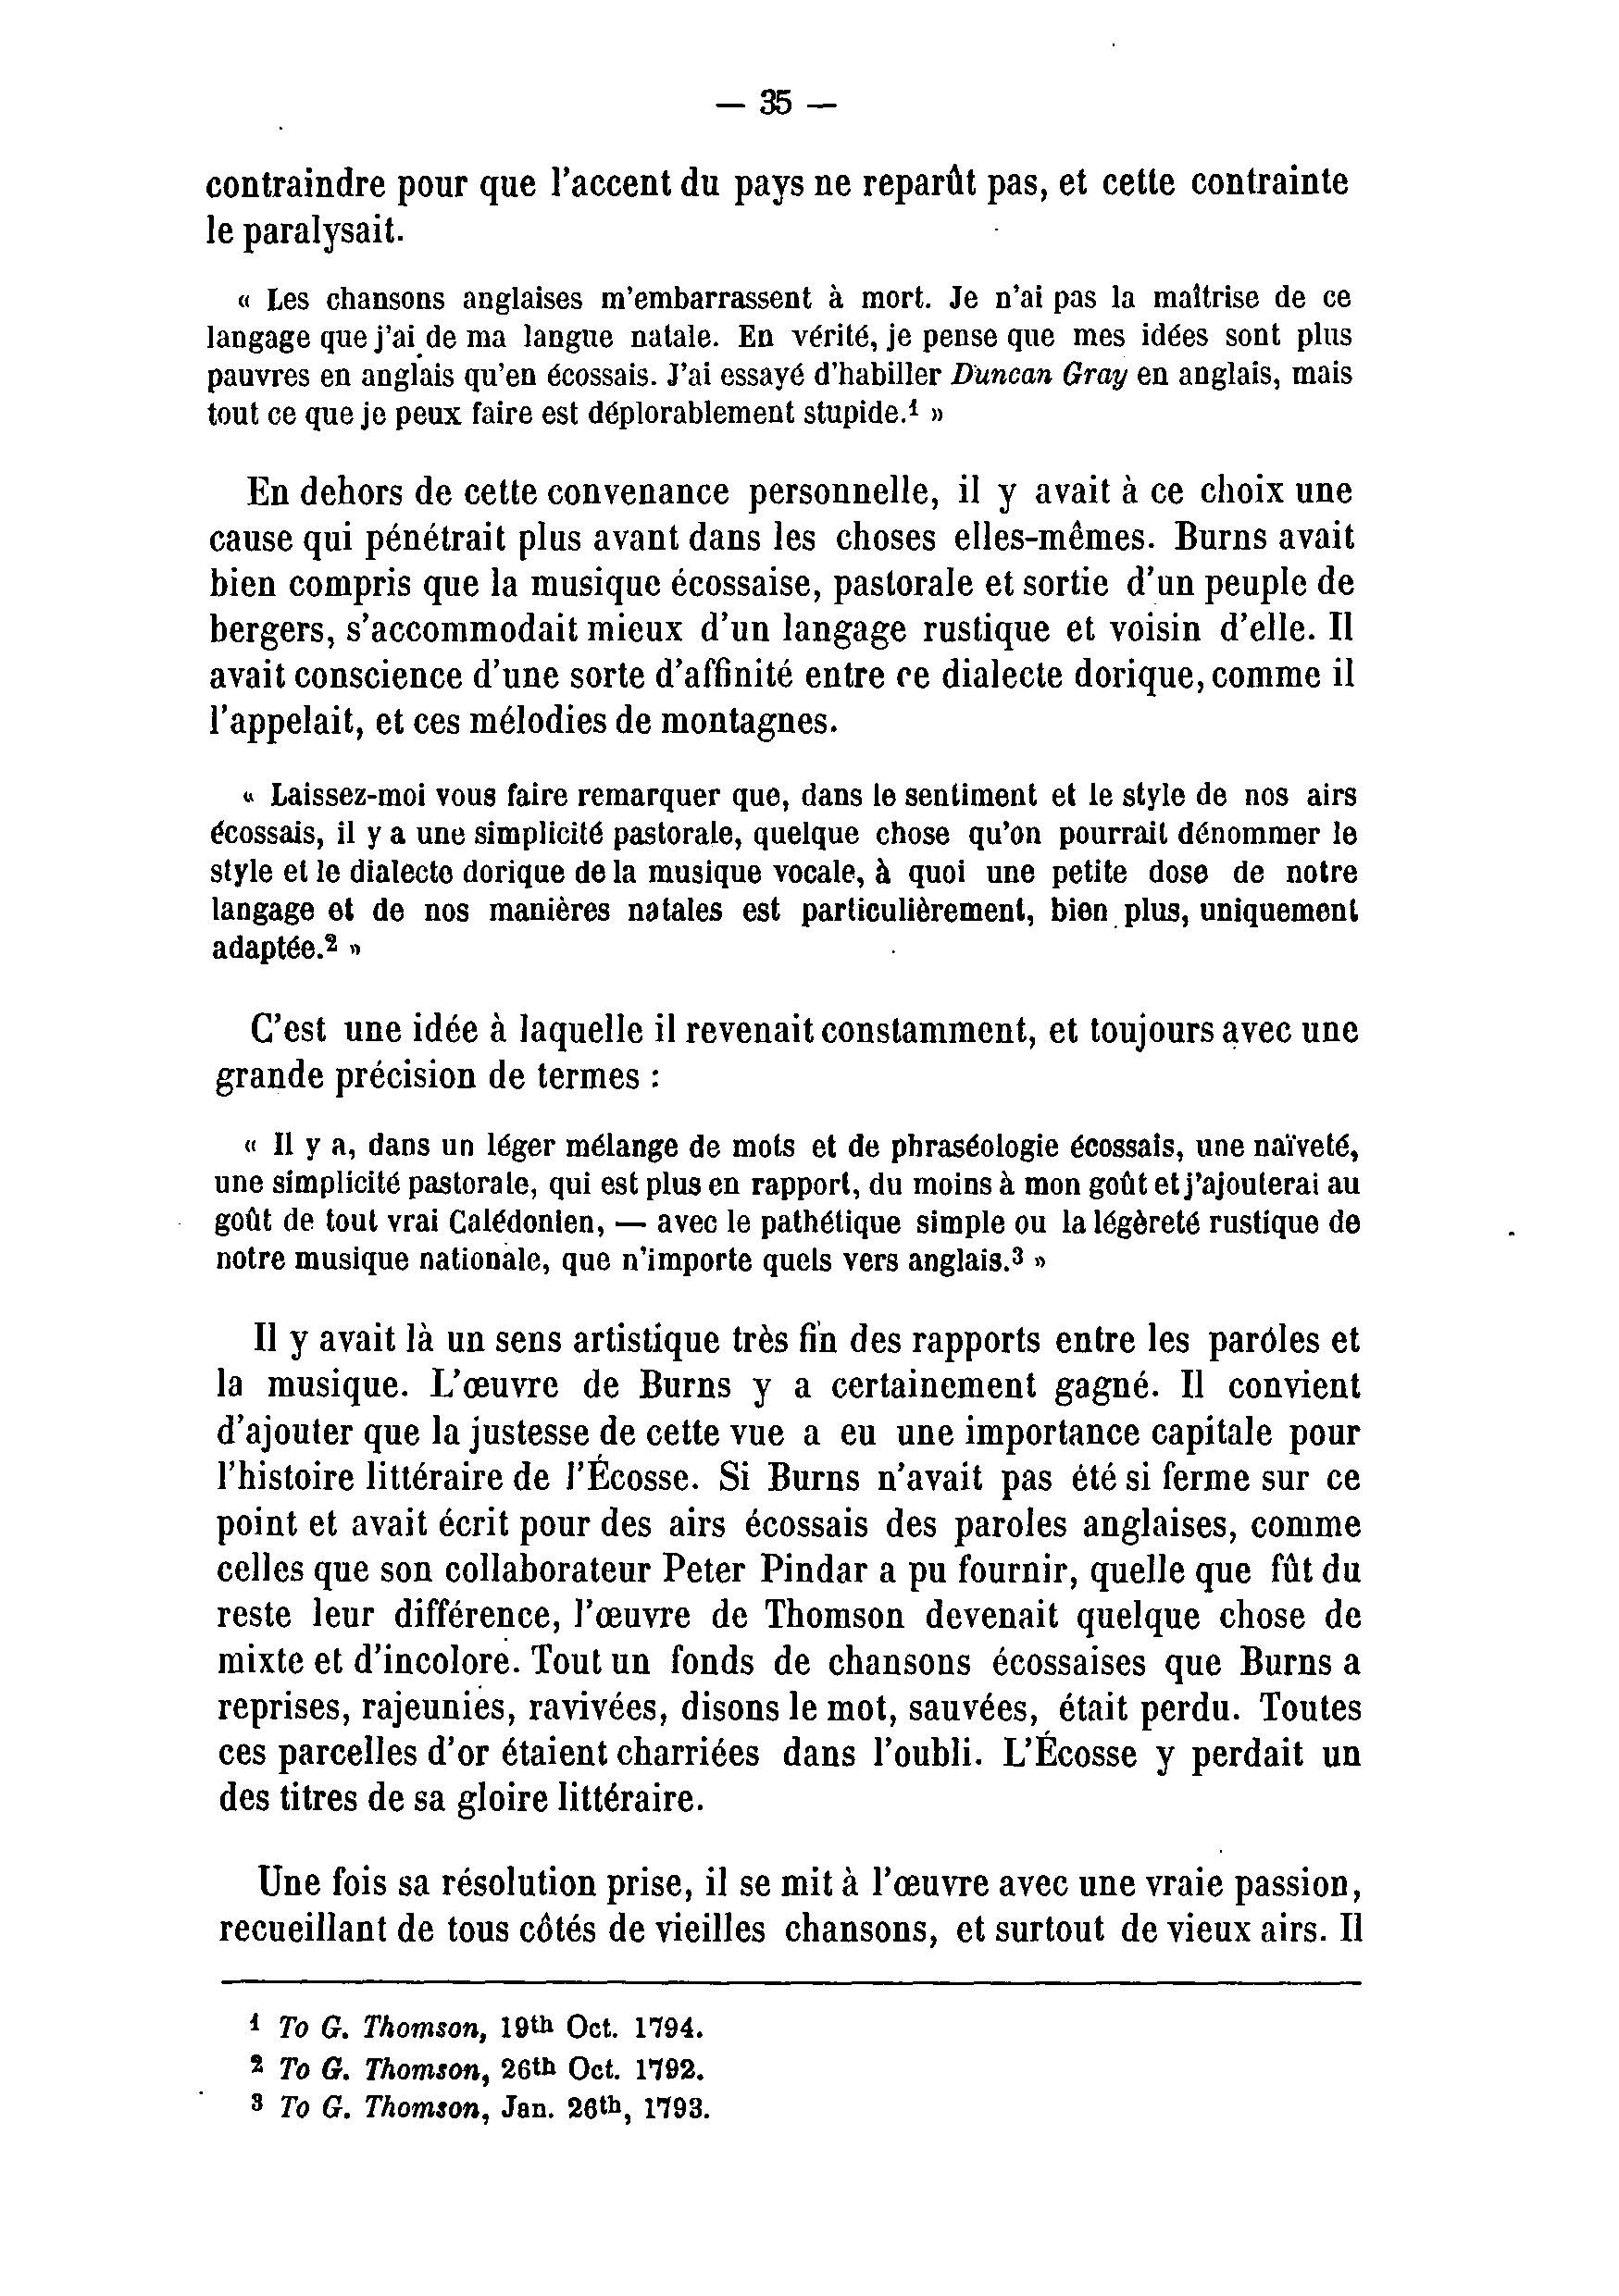 — 35 —
contraindre pour que l'accent du pays ne reparût pas, et cette contrainte
le paralysait.
« Les chansons anglaises m'embarrassent à mort. Je n'ai pas la maîtrise de ce
langage que j'ai de ma langue natale. En vérité, je pense que mes idées sont plus
pauvres en anglais qu'en écossais. J'ai essayé d'habiller Duncan Gray en anglais, mais
tout ce que je peux faire est déplorablement stupide.¹ »
En dehors de cette convenance personnelle, il y avait à ce choix une
cause qui pénétrait plus avant dans les choses elles-mêmes. Burns avait
bien compris que la musique écossaise, pastorale et sortie d'un peuple de
bergers, s'accommodait mieux d'un langage rustique et voisin d'elle. Il
avait conscience d'une sorte d'affinité entre ce dialecte dorique, comme il
l'appelait, et ces mélodies de montagnes.
« Laissez-moi vous faire remarquer que, dans le sentiment et le style de nos airs
écossais, il y a une simplicité pastorale, quelque chose qu'on pourrait dénommer le
style et le dialecte dorique de la musique vocale, à quoi une petite dose de notre
langage et de nos manières natales est particulièrement, bien plus, uniquement
adaptée.² »
C'est une idée à laquelle il revenait constamment, et toujours avec une
grande précision de termes :
« Il y a, dans un léger mélange de mots et de phraséologie écossais, une naïveté,
une simplicité pastorale, qui est plus en rapport, du moins à mon goût et j'ajouterai au
goût de tout vrai Calédonien, — avec le pathétique simple ou la légèreté rustique de
notre musique nationale, que n'importe quels vers anglais.³ »
Il y avait là un sens artistique très fin des rapports entre les paroles et
la musique. L'œuvre de Burns y a certainement gagné. Il convient
d'ajouter que la justesse de cette vue a eu une importance capitale pour
l'histoire littéraire de l'Écosse. Si Burns n'avait pas été si ferme sur ce
point et avait écrit pour des airs écossais des paroles anglaises, comme
celles que son collaborateur Peter Pindar a pu fournir, quelle que fût du
reste leur différence, l'œuvre de Thomson devenait quelque chose de
mixte et d'incolore. Tout un fonds de chansons écossaises que Burns a
reprises, rajeunies, ravivées, disons le mot, sauvées, était perdu. Toutes
ces parcelles d'or étaient charriées dans l'oubli. L'Écosse y perdait un
des titres de sa gloire littéraire.
Une fois sa résolution prise, il se mit à l'œuvre avec une vraie passion,
recueillant de tous côtés de vieilles chansons, et surtout de vieux airs. Il
¹ To G. Thomson, 19th Oct. 1794.
² To G. Thomson, 26th Oct. 1792.
³ To G. Thomson, Jan. 26th, 1793.